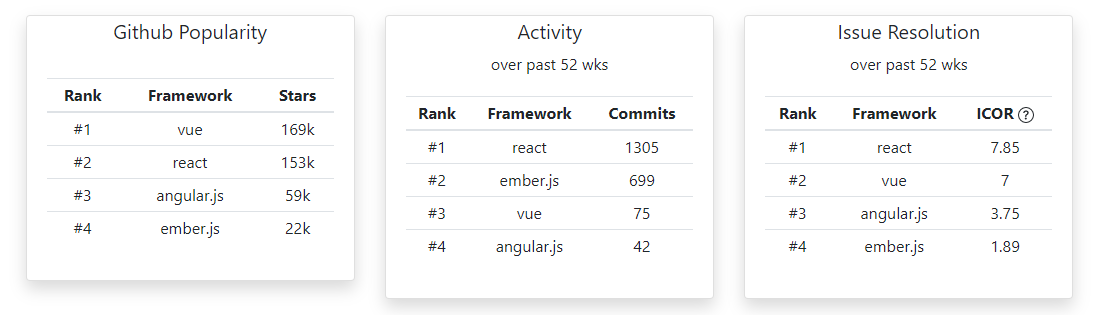 Github Popularity
Rank Framework Stars
#1 vue 169k
#2 react 153k
#3 angular.js 59k
#4 ember.js 22k
Activity
over past 52 wks
Rank Framework Commits
#1 react 1305
#2 ember.js 699
#3 vue 75
#4 angular.js 42
Issue Resolution
over past 52 wks
Rank Framework ICOR ?
#1 react 7.85
#2 vue 7
#3 angular.js 3.75
#4 ember.js 1.89